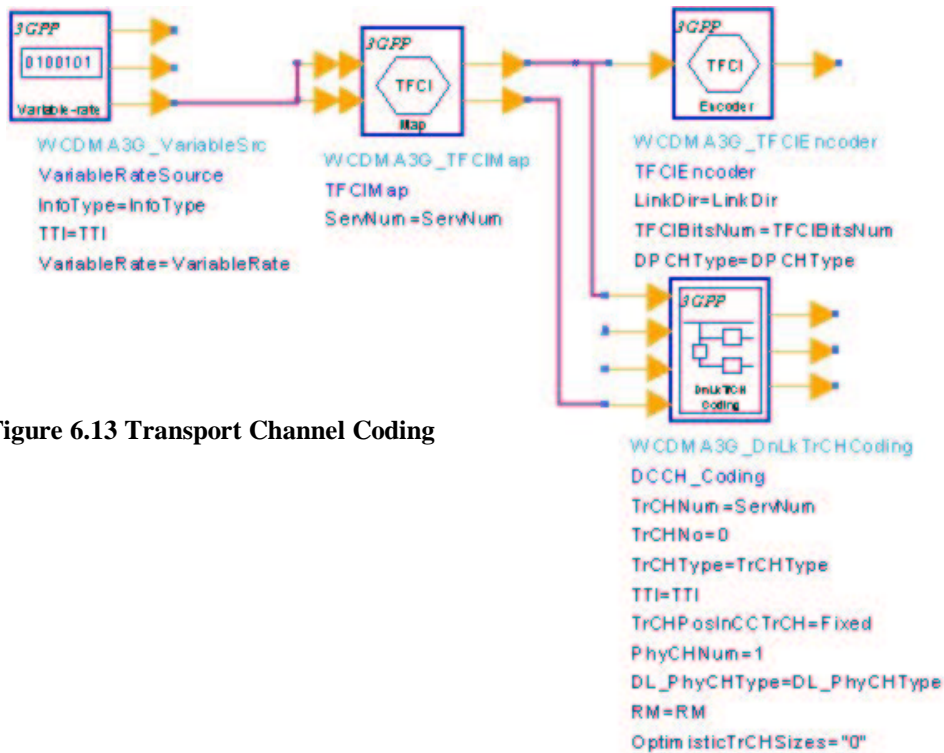 3GPP
0100101
Variable-rate
WCDMA3G_VariableSrc
VariableRateSource
InfoType=InfoType
TTI=TTI
VariableRate=VariableRate
3GPP
TFCI
Map
WCDMA3G_TFCIMap
TFCIMap
ServNum=ServNum
3GPP
TFCI
Encoder
WCDMA3G_TFCIEncoder
TFCIEncoder
LinkDir=LinkDir
TFCIBitsNum=TFCIBitsNum
DPCHType=DPCHType
3GPP
DnLkTrCH
Coding
WCDMA3G_DnLkTrCHCoding
DCCH_Coding
TrCHNum=ServNum
TrCHNo=0
TrCHType=TrCHType
TTI=TTI
TrCHPosInCCTrCH=Fixed
PhyCHNum=1
DL_PhyCHType=DL_PhyCHType
RM=RM
OptimisticTrCHSizes="0"
Figure 6.13 Transport Channel Coding